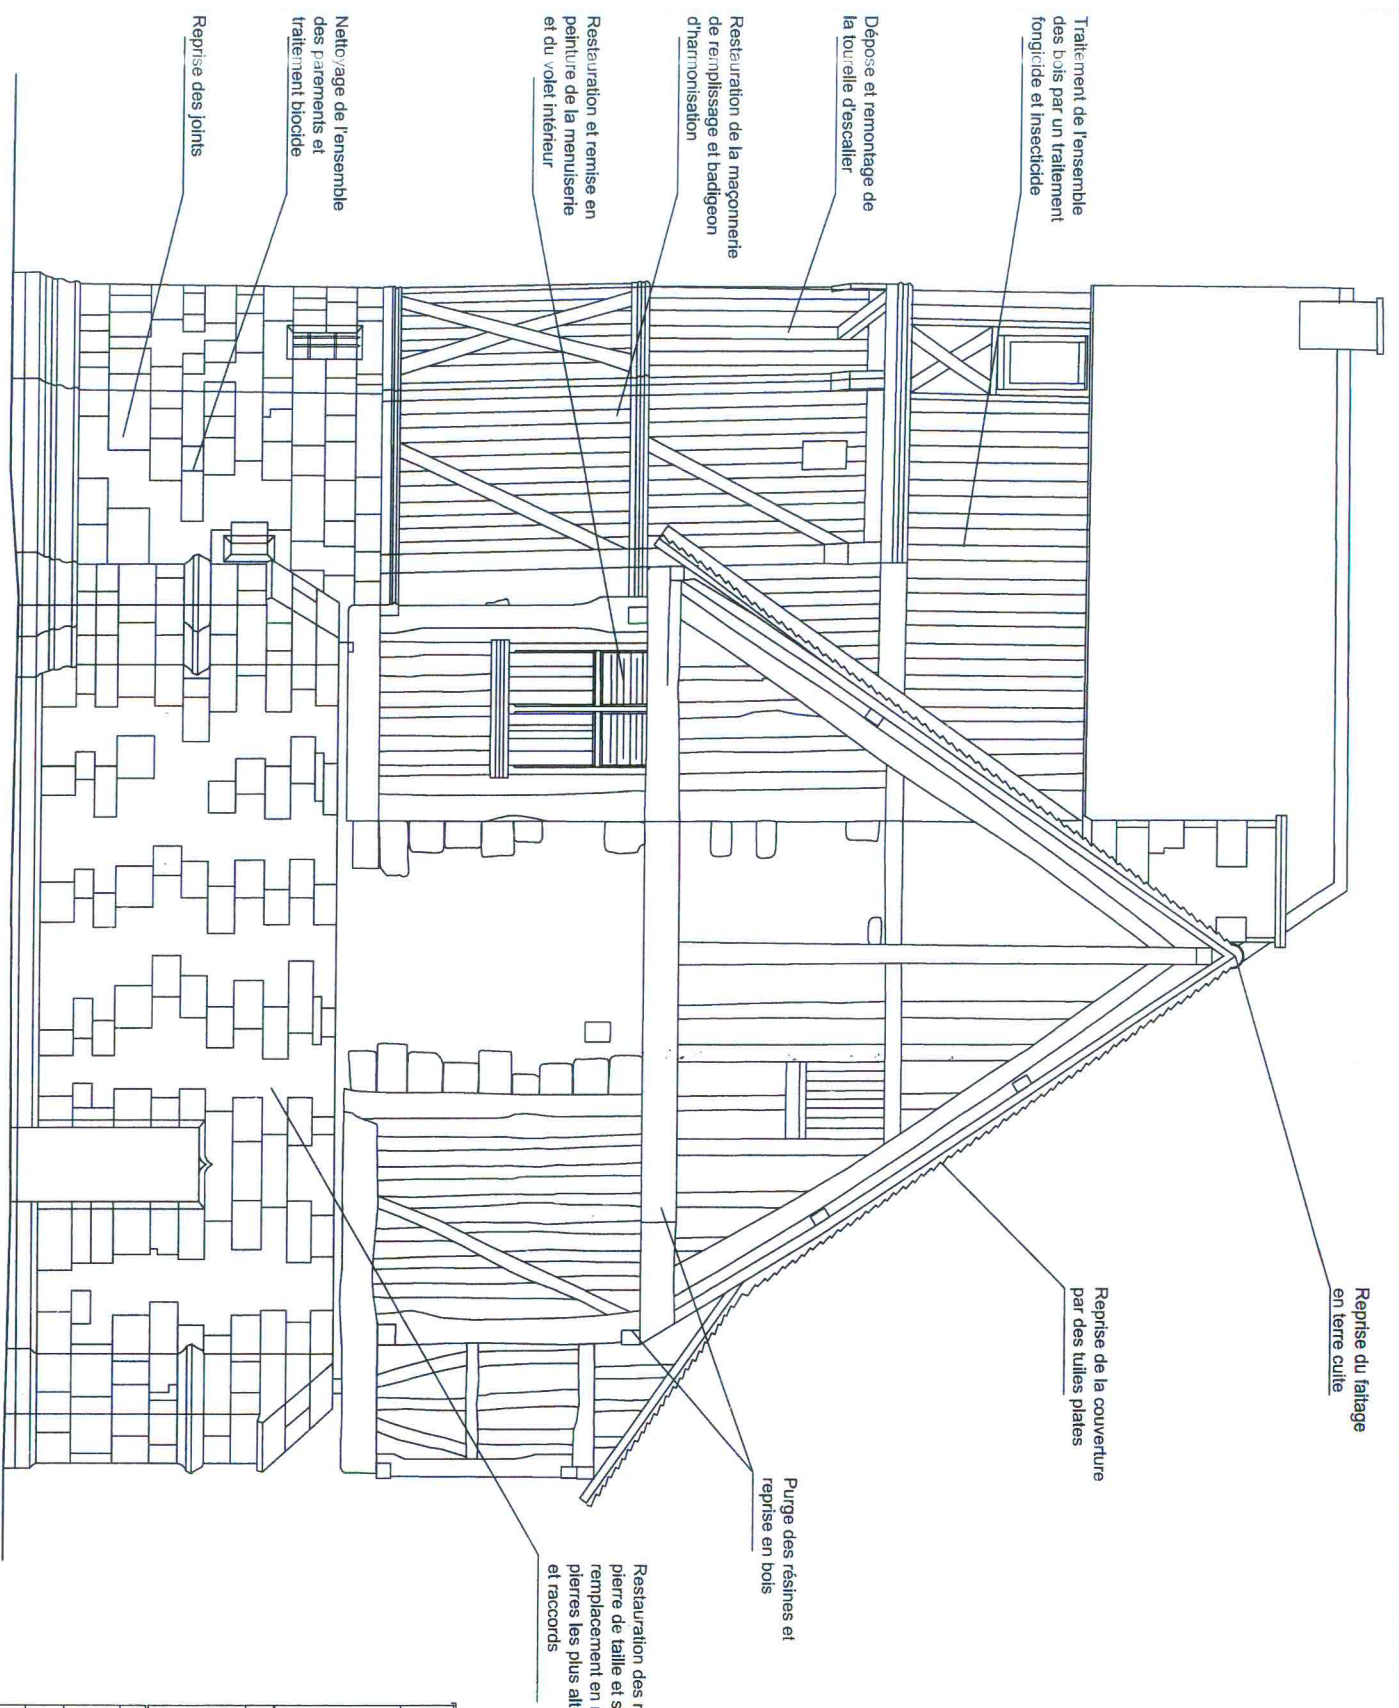 Traitement de l'ensemble
des bois par un traitement
fongicide et insecticide
Dépose et remontage de
la tourelle d'escalier
Restauration de la maçonnerie
de remplissage et badigeon
d'harmonisation
Restauration et remise en
peinture de la menuiserie
et du volet intérieur
Nettoyage de l'ensemble
des parements et
traitement biocide
Reprise des joints
Reprise du faitage
en terre cuite
Reprise de la couverture
par des tuiles plates
Purge des résines et
reprise en bois
Restauration des
pierre de taille et
remplacement en
pierres les plus
et raccords